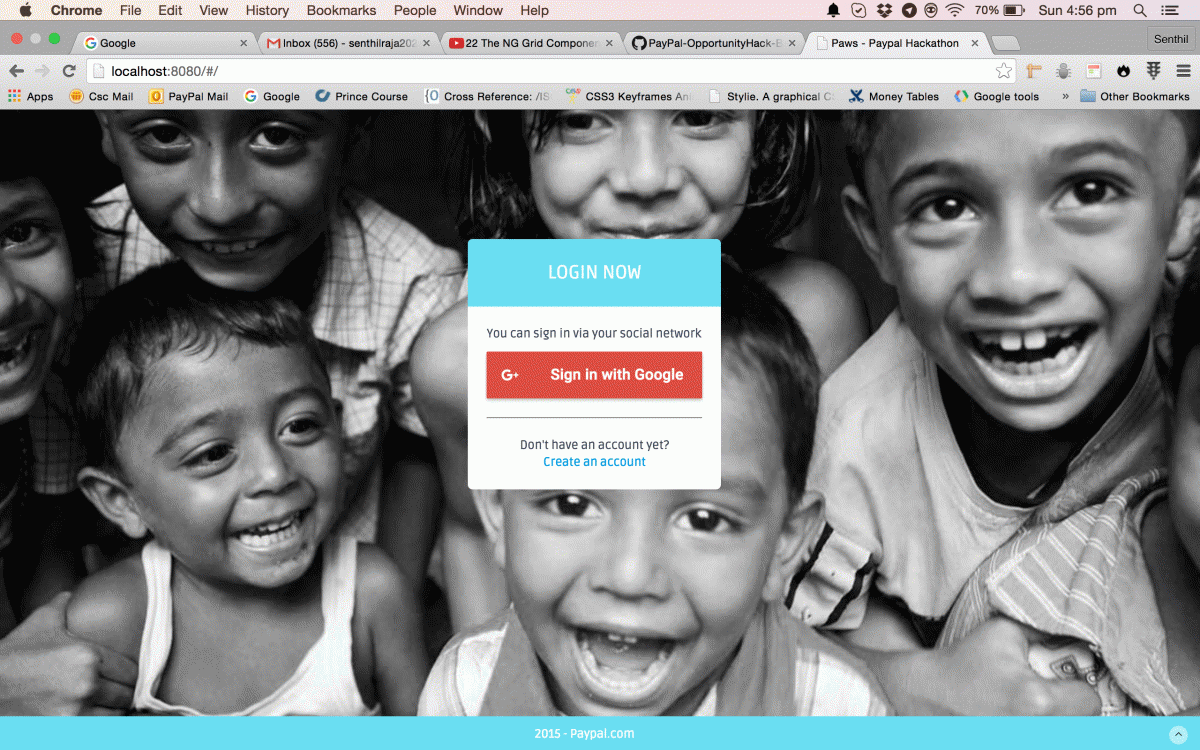 Chrome File Edit View History Bookmarks People Window Help 70% Sun 4:56 pm
Google Inbox (556) - senthilraja202 22 The NG Grid Componen PayPal-OpportunityHack-B Paws - Paypal Hackathon Senthil
localhost:8080/#/
Apps Csc Mail PayPal Mail Google Prince Course Cross Reference: /IS CSS3 Keyframes An Stylie. A graphical C Money Tables Google tools » Other Bookmarks
LOGIN NOW
You can sign in via your social network
G+ Sign in with Google
Don't have an account yet?
Create an account
2015 - Paypal.com